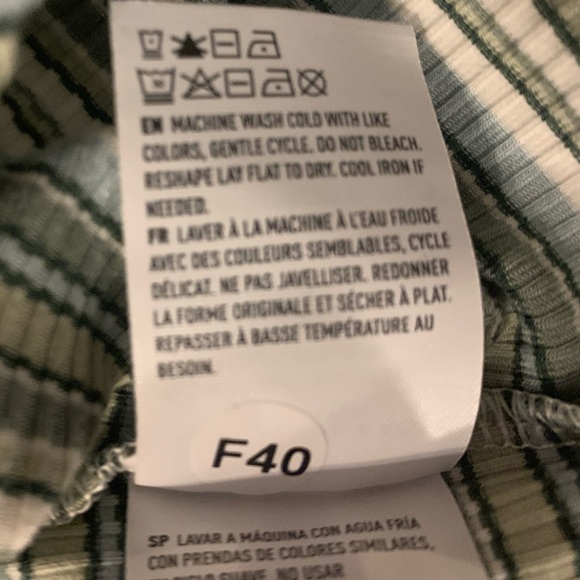 EN MACHINE WASH COLD WITH LIKE
COLORS, GENTLE CYCLE. DO NOT BLEACH.
RESHAPE LAY FLAT TO DRY. COOL IRON IF
NEEDED.
FR LAVER À LA MACHINE À L'EAU FROIDE
AVEC DES COULEURS SEMBLABLES, CYCLE
DÉLICAT. NE PAS JAVELLISER. REDONNER
LA FORME ORIGINALE ET SÉCHER À PLAT.
REPASSER À BASSE TEMPÉRATURE AU
BESOIN.
F40
SP LAVAR A MÁQUINA CON AGUA FRÍA
CON PRENDAS DE COLORES SIMILARES,
CICLO SUAVE. NO USAR